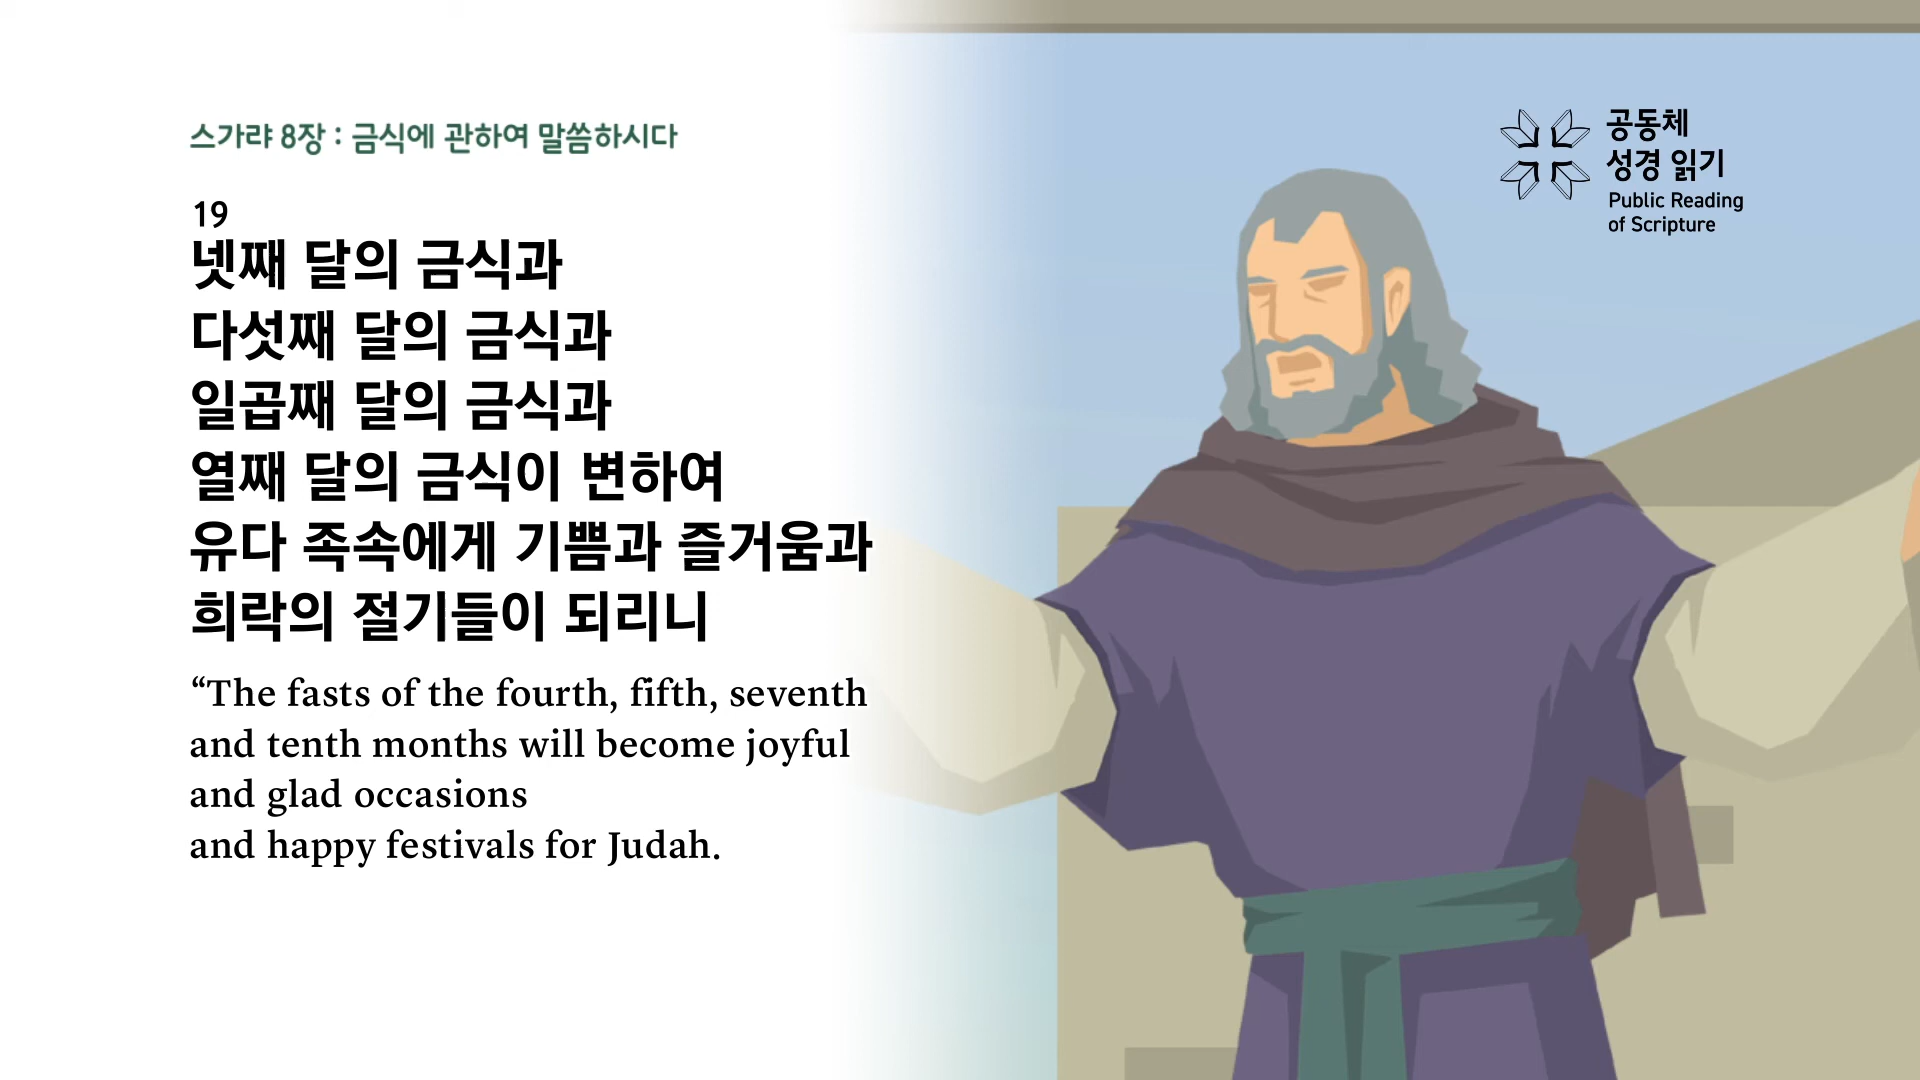 스가랴 8장 : 금식에 관하여 말씀하시다
19
넷째 달의 금식과
다섯째 달의 금식과
일곱째 달의 금식과
열째 달의 금식이 변하여
유다 족속에게 기쁨과 즐거움과
희락의 절기들이 되리니
“The fasts of the fourth, fifth, seventh
and tenth months will become joyful
and glad occasions
and happy festivals for Judah.
공동체
성경 읽기
Public Reading
of Scripture